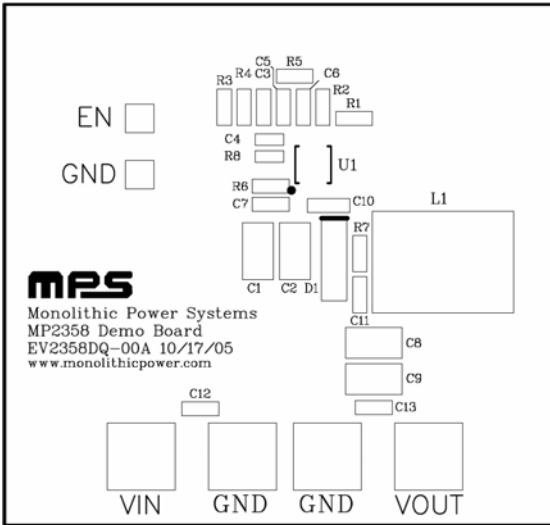 C5 R5
R3 R4 C3 C6
R2
R1
EN
C4
R8 U1
GND
R6
C7 C10 L1
R7
C1 C2 D1
MPS
Monolithic Power Systems
MP2358 Demo Board
EV2358DQ-00A 10/17/05
www.monolithicpower.com
C11
C8
C9
C12
C13
VIN GND GND VOUT